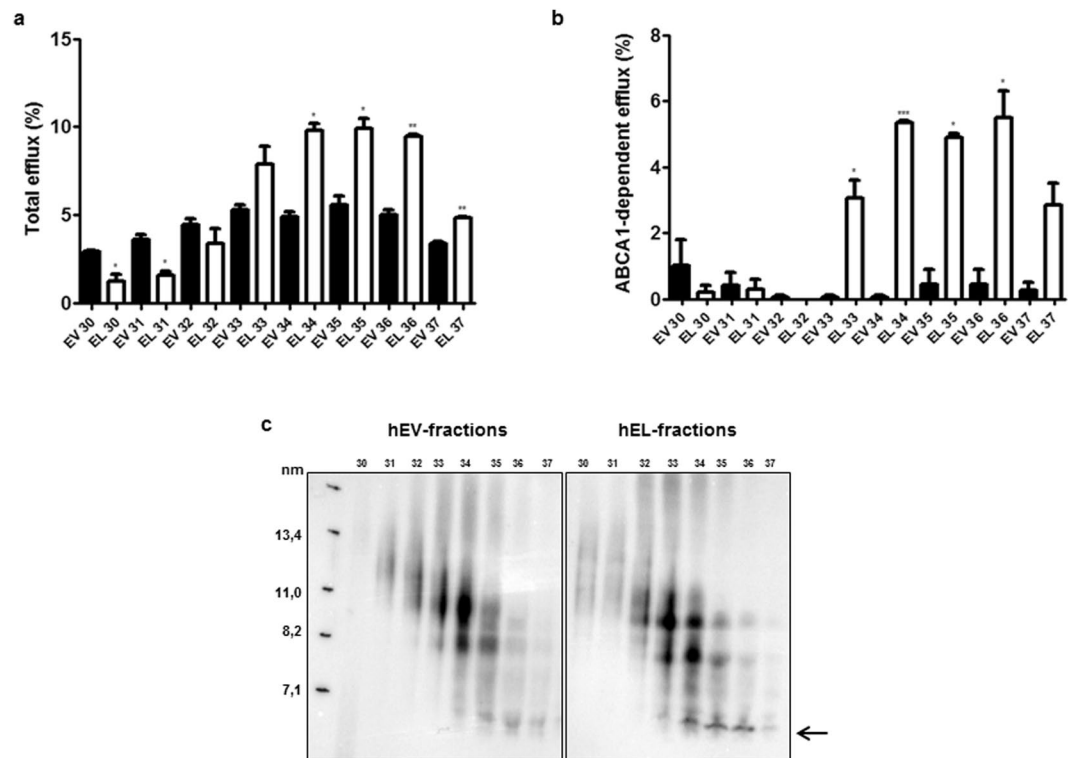 a
Total efflux (%)
15
10
5
0
*
*
*
*
**
**
EV 30
EL 30
EV 31
EL 31
EV 32
EL 32
EV 33
EL 33
EV 34
EL 34
EV 35
EL 35
EV 36
EL 36
EV 37
EL 37
b
ABCA1-dependent efflux (%)
8
6
4
2
0
*
***
*
*
EV 30
EL 30
EV 31
EL 31
EV 32
EL 32
EV 33
EL 33
EV 34
EL 34
EV 35
EL 35
EV 36
EL 36
EV 37
EL 37
c
hEV-fractions
hEL-fractions
30 31 32 33 34 35 36 37
30 31 32 33 34 35 36 37
nm
13,4
11,0
8,2
7,1